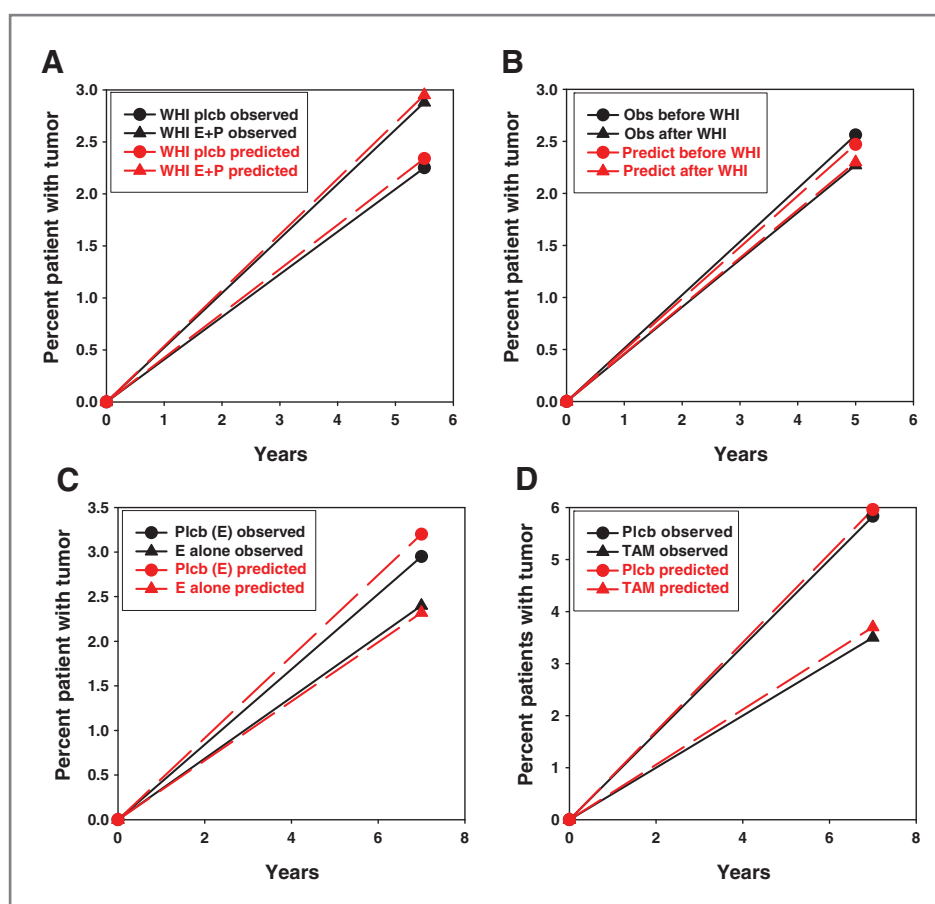 A
3.0
2.5
2.0
1.5
1.0
0.5
0.0
Percent patient with tumor
WHI plcb observed
WHI E+P observed
WHI plcb predicted
WHI E+P predicted
0 1 2 3 4 5 6
Years
B
3.0
2.5
2.0
1.5
1.0
0.5
0.0
Percent patient with tumor
Obs before WHI
Obs after WHI
Predict before WHI
Predict after WHI
0 1 2 3 4 5 6
Years
C
3.5
3.0
2.5
2.0
1.5
1.0
0.5
0.0
Percent patient with tumor
Plcb (E) observed
E alone observed
Plcb (E) predicted
E alone predicted
0 2 4 6 8
Years
D
6
5
4
3
2
1
0
Percent patients with tumor
Plcb observed
TAM observed
Plcb predicted
TAM predicted
0 2 4 6 8
Years